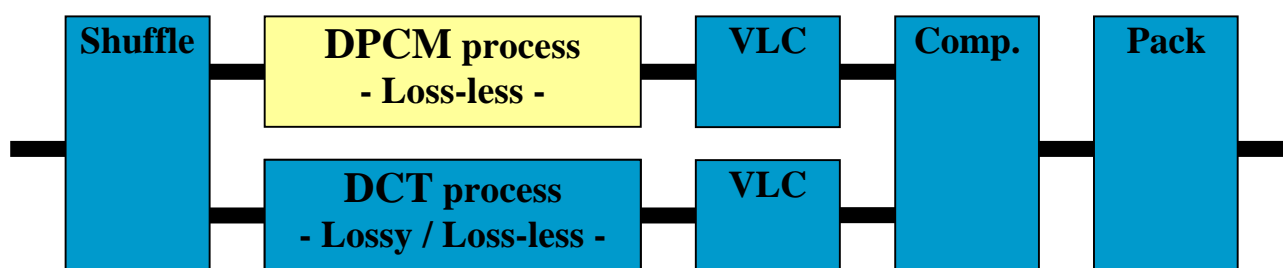 Shuffle
DPCM process
- Loss-less -
VLC
Comp.
Pack
DCT process
- Lossy / Loss-less -
VLC